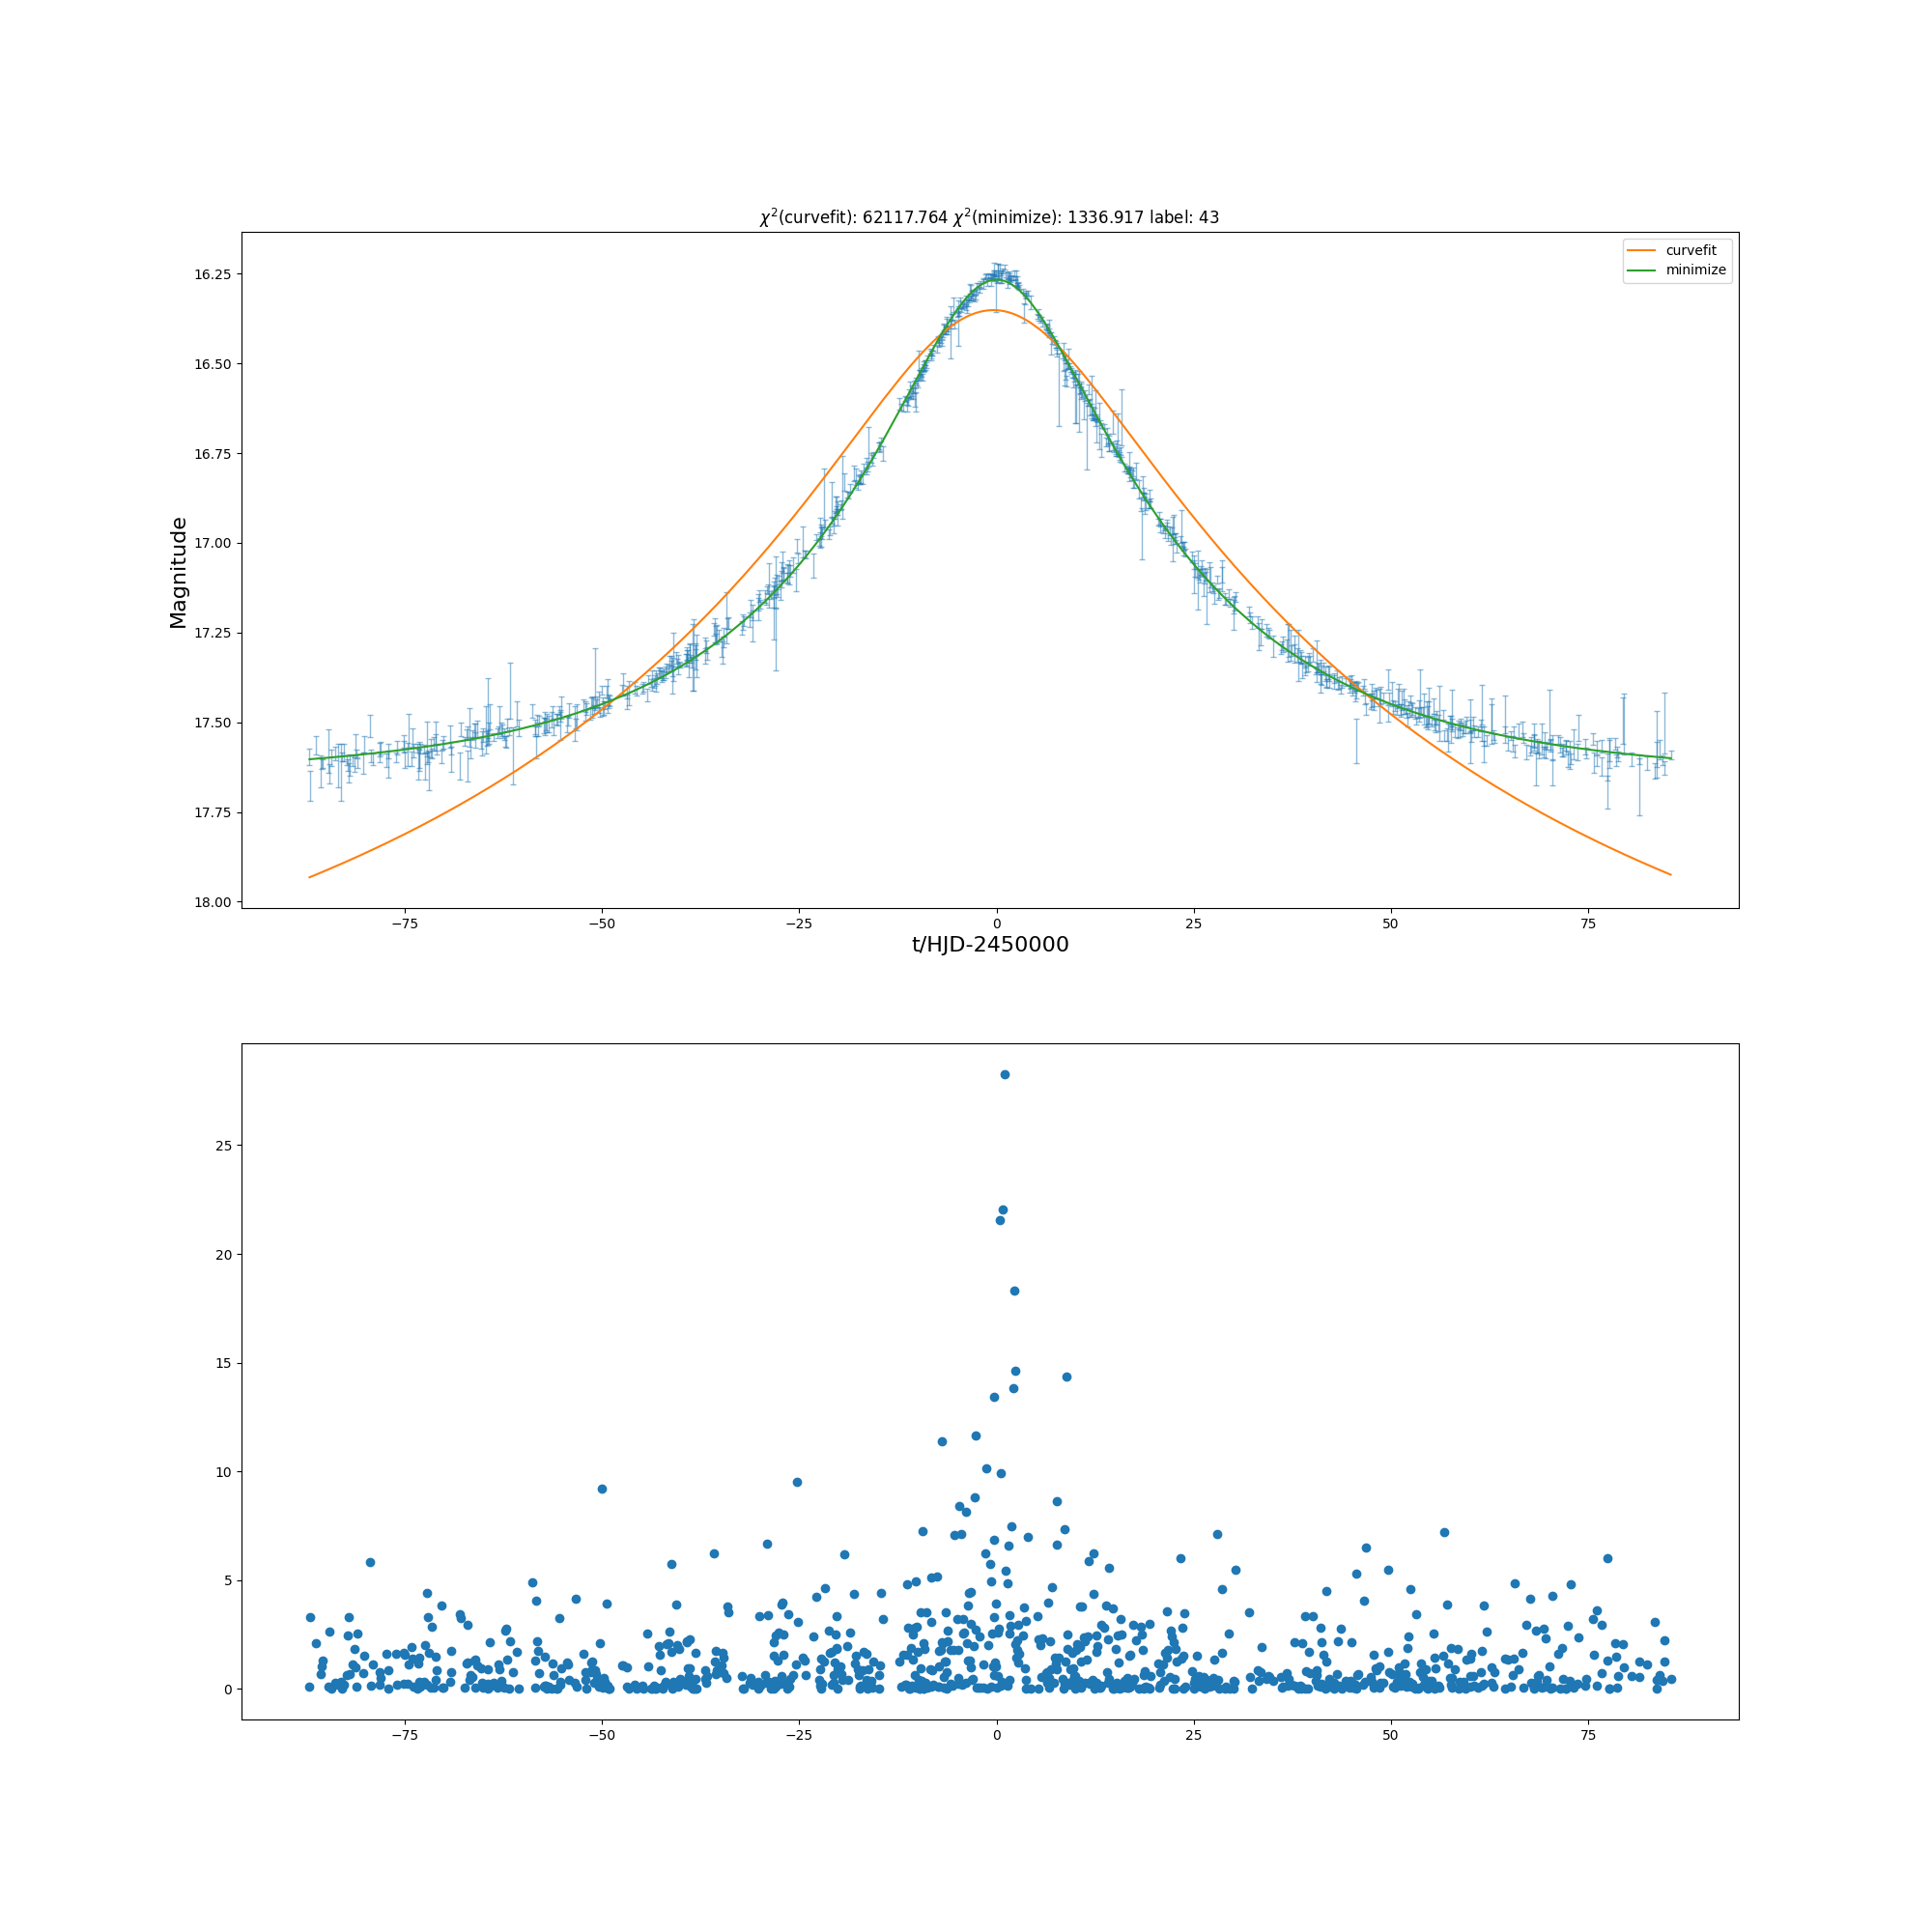 χ²(curvefit): 62117.764 χ²(minimize): 1336.917 label: 43
curvefit
minimize
16.25
16.50
16.75
17.00
17.25
17.50
17.75
18.00
Magnitude
−75 −50 −25 0 25 50 75
t/HJD-2450000
25
20
15
10
5
0
−75 −50 −25 0 25 50 75